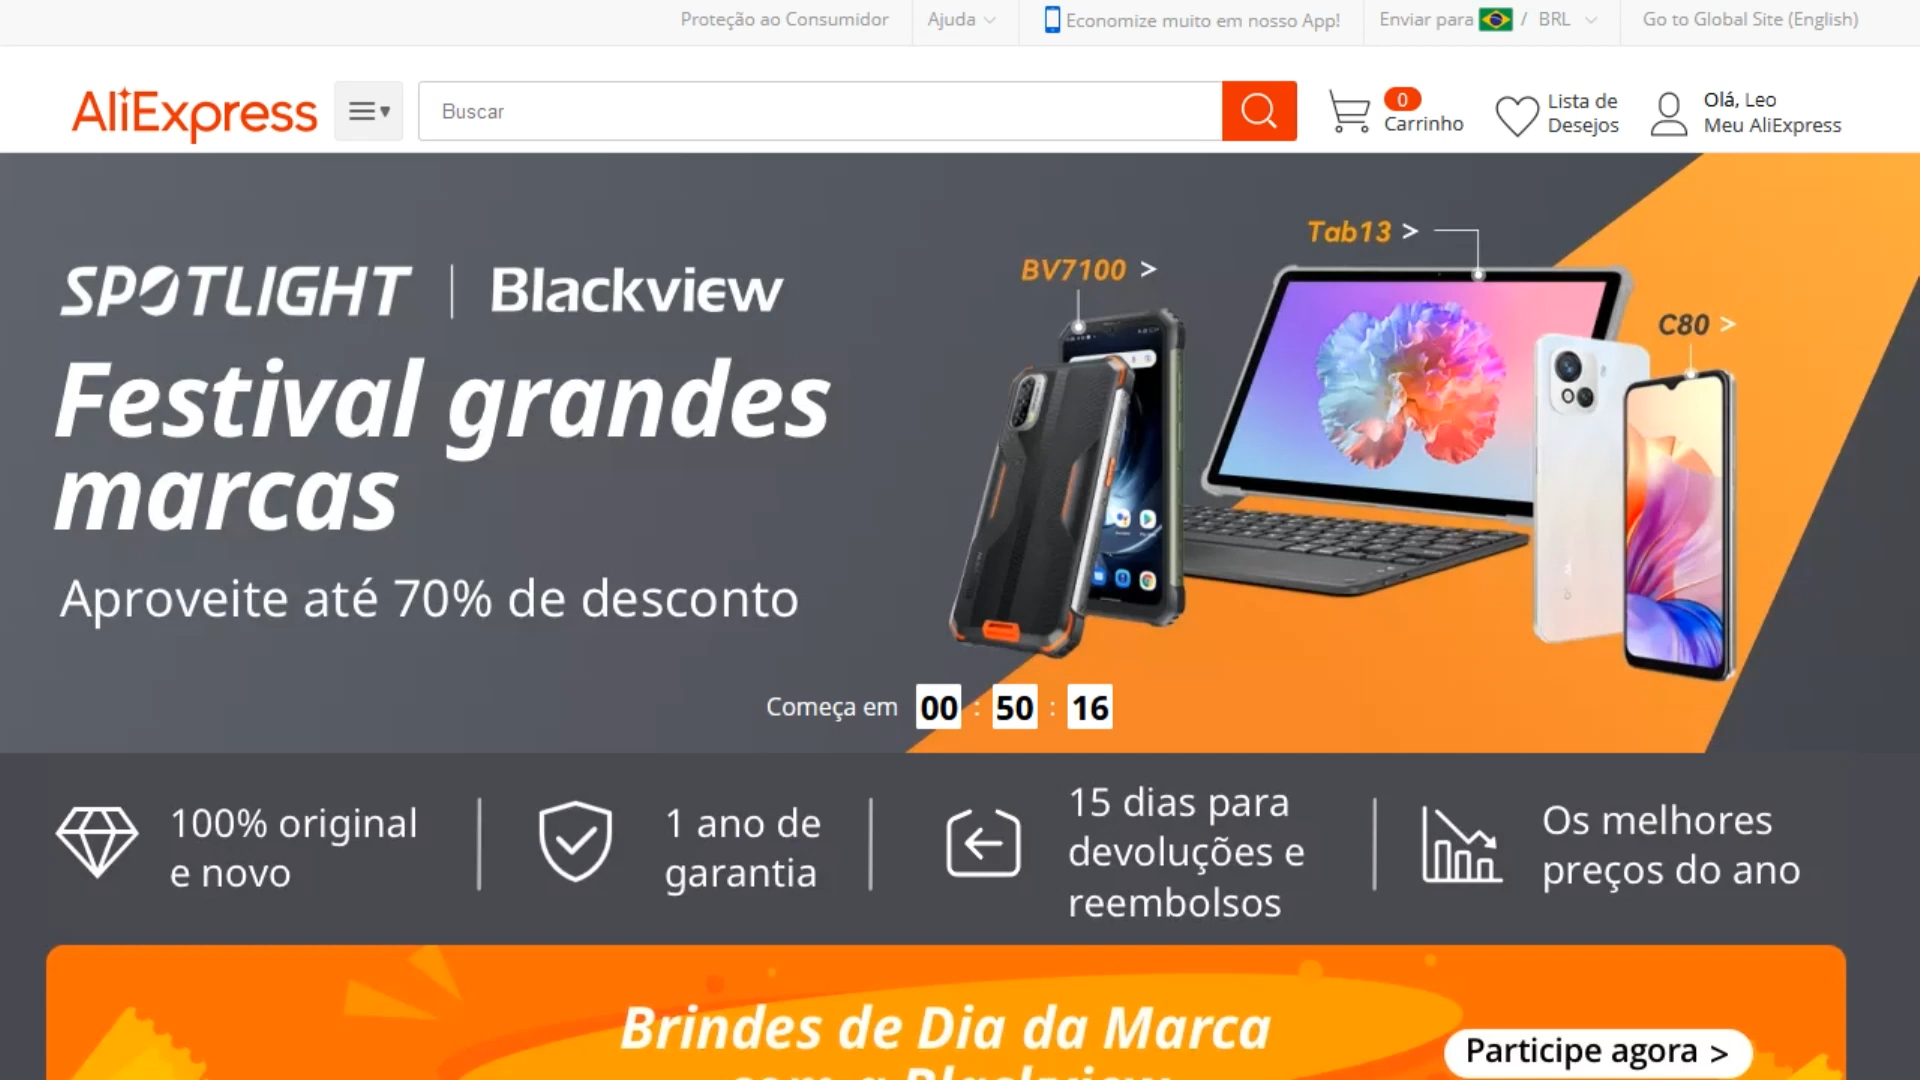 Proteção ao Consumidor
Ajuda
Economize muito em nosso App!
Enviar para / BRL
Go to Global Site (English)
AliExpress
Buscar
0
Carrinho
Lista de
Desejos
Olá, Leo
Meu AliExpress
SPOTLIGHT | Blackview
Festival grandes
marcas
Aproveite até 70% de desconto
BV7100 >
Tab13 >
C80 >
Começa em 00 : 50 : 16
100% original
e novo
1 ano de
garantia
15 dias para
devoluções e
reembolsos
Os melhores
preços do ano
Brindes de Dia da Marca
com a Blackview
Participe agora >